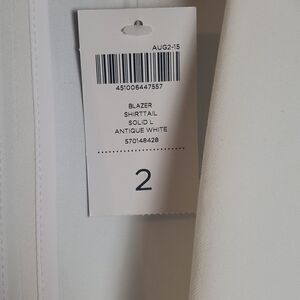 AUG2-15
451006447557
BLAZER
SHIRTTAIL
SOLID L
ANTIQUE WHITE
570148428
2